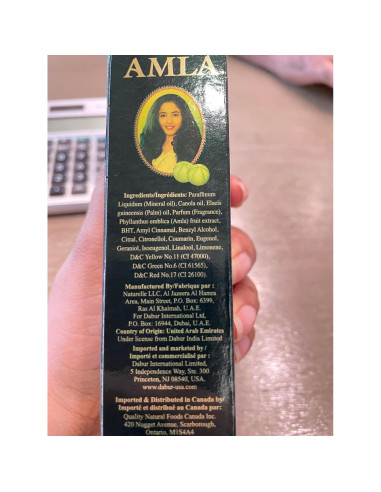 AMLA
Ingredients/Ingrédients: Paraffinum
Liquidum (Mineral oil), Canola oil, Elaeis
guineensis (Palm) oil, Parfum (Fragrance),
Phyllanthus emblica (Amla) fruit extract,
BHT, Amyl Cinnamal, Benzyl Alcohol,
Citral, Citronellol, Coumarin, Eugenol,
Geraniol, Isoeugenol, Linalool, Limonene,
D&C Yellow No.11 (CI 47000),
D&C Green No.6 (CI 61565),
D&C Red No.17 (CI 26100).
Manufactured By/Fabrique par :
Naturelle LLC, Al Jazeera Al Hamra
Area, Main Street, P.O. Box: 6399,
Ras Al Khaimah, U.A.E.
For Dabur International Ltd,
P.O. Box: 16944, Dubai, U.A.E.
Country of Origin: United Arab Emirates
Under license from Dabur India Limited
Imported and marketed by /
Importé et commercialisé par :
Dabur International Limited,
5 Independence Way, Ste. 300
Princeton, NJ 08540, USA.
www.dabur-usa.com
Imported & Distributed in Canada by/
Importé et distribué au Canada par:
Quality Natural Foods Canada Inc.
420 Nugget Avenue, Scarborough,
Ontario, M1S4A4